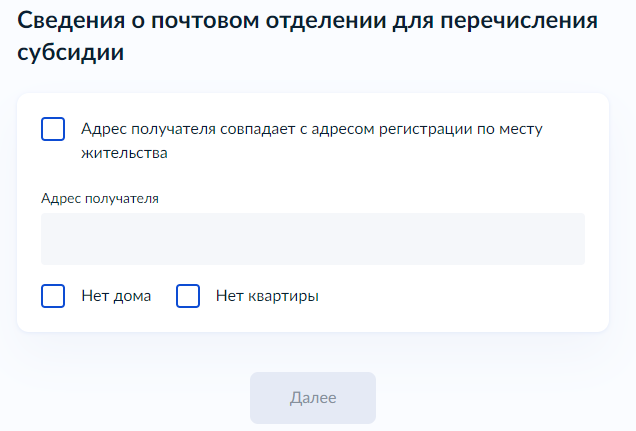 Сведения о почтовом отделении для перечисления
субсидии
Адрес получателя совпадает с адресом регистрации по месту
жительства
Адрес получателя
Нет дома Нет квартиры
Далее